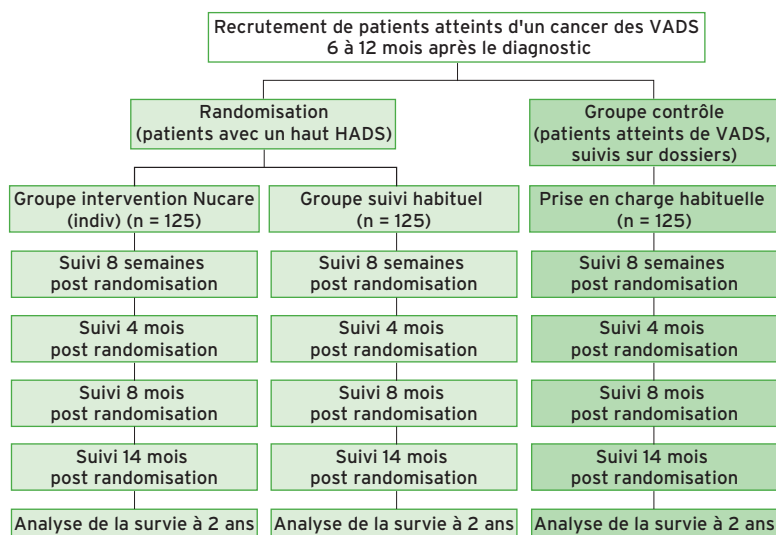 Recrutement de patients atteints d'un cancer des VADS
6 à 12 mois après le diagnostic
Randomisation
(patients avec un haut HADS)
Groupe contrôle
(patients atteints de VADS,
suivis sur dossiers)
Groupe intervention Nucare
(indiv) (n = 125)
Groupe suivi habituel
(n = 125)
Prise en charge habituelle
(n = 125)
Suivi 8 semaines
post randomisation
Suivi 8 semaines
post randomisation
Suivi 8 semaines
post randomisation
Suivi 4 mois
post randomisation
Suivi 4 mois
post randomisation
Suivi 4 mois
post randomisation
Suivi 8 mois
post randomisation
Suivi 8 mois
post randomisation
Suivi 8 mois
post randomisation
Suivi 14 mois
post randomisation
Suivi 14 mois
post randomisation
Suivi 14 mois
post randomisation
Analyse de la survie à 2 ans
Analyse de la survie à 2 ans
Analyse de la survie à 2 ans